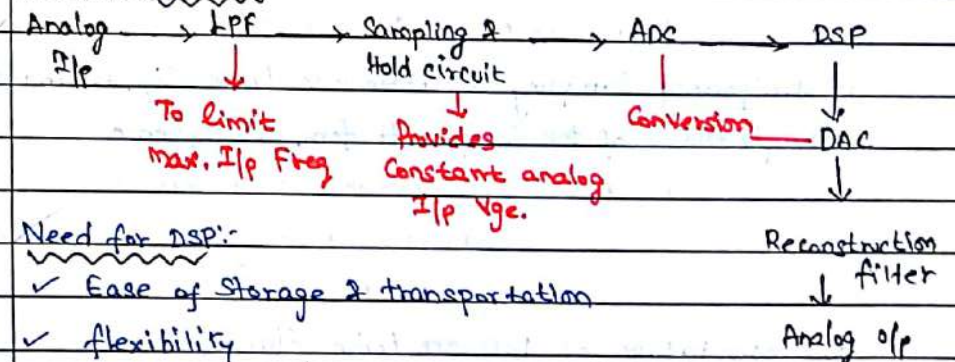 Analog → LPF → Sampling & → ADC → DSP
I/p Hold circuit
To limit Conversion
Provides DAC
max. I/p Freq Constant analog
I/p Vge.
Need for DSP:- Reconstruction
filter
✓ Ease of Storage & transportation
✓ flexibility Analog o/p